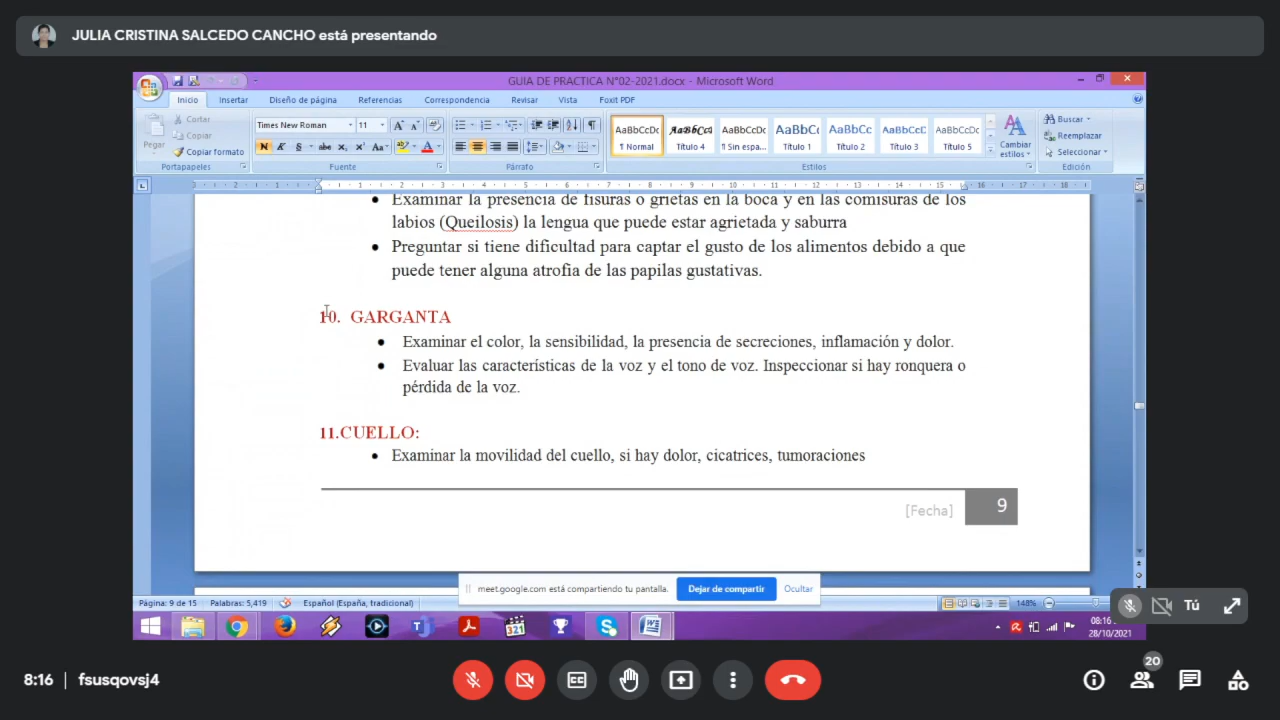 JULIA CRISTINA SALCEDO CANCHO está presentando
GUIA DE PRACTICA N°02-2021.docx - Microsoft Word
Inicio Insertar Diseño de página Referencias Correspondencia Revisar Vista Foxit PDF
Cortar
Copiar
Copiar formato
Pegar
Portapapeles
Times New Roman 11
Fuente
Párrafo
AaBbCcDc AaBbCcI AaBbCcDc AaBbCc AaBbCc AaBbCcD AaBbCcDc
¶ Normal Título 4 ¶ Sin espa... Título 1 Título 2 Título 3 Título 5
Estilos
Cambiar estilos
Buscar
Reemplazar
Seleccionar
Edición
Examinar la presencia de fisuras o grietas en la boca y en las comisuras de los
labios (Queilosis) la lengua que puede estar agrietada y saburra
Preguntar si tiene dificultad para captar el gusto de los alimentos debido a que
puede tener alguna atrofia de las papilas gustativas.
10. GARGANTA
Examinar el color, la sensibilidad, la presencia de secreciones, inflamación y dolor.
Evaluar las características de la voz y el tono de voz. Inspeccionar si hay ronquera o
pérdida de la voz.
11.CUELLO:
Examinar la movilidad del cuello, si hay dolor, cicatrices, tumoraciones
[Fecha] 9
meet.google.com está compartiendo tu pantalla. Dejar de compartir Ocultar
Página: 9 de 15 Palabras: 5,419 Español (España, tradicional) 148%
Tú
08:16
28/10/2021
8:16 | fsusqovsj4
20